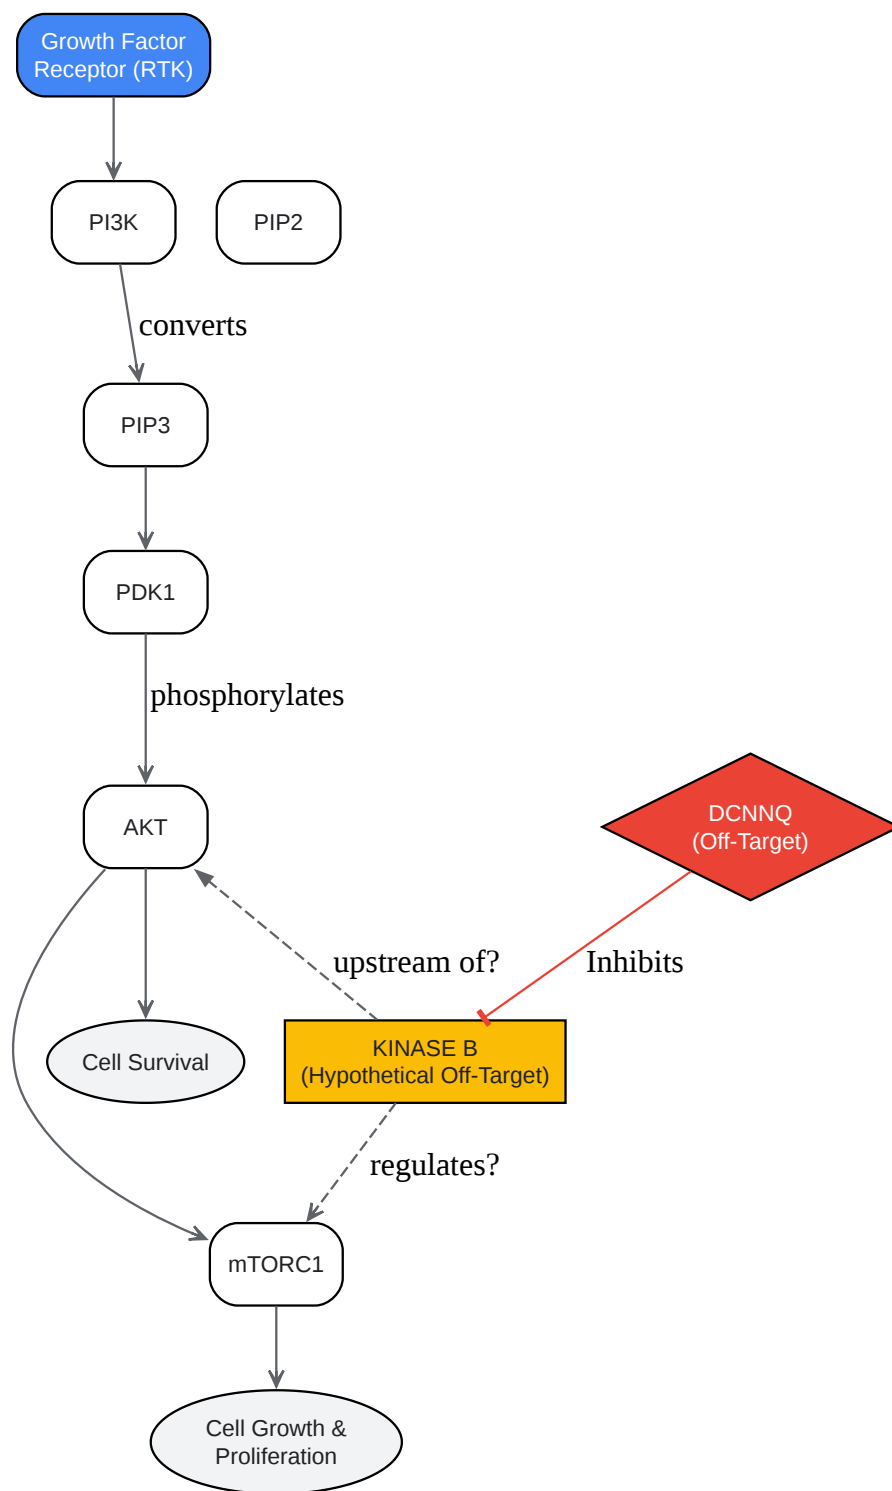 Growth Factor
Receptor (RTK)
PI3K
PIP2
converts
PIP3
PDK1
phosphorylates
AKT
DCNNQ
(Off-Target)
upstream of?
Inhibits
Cell Survival
KINASE B
(Hypothetical Off-Target)
regulates?
mTORC1
Cell Growth &
Proliferation